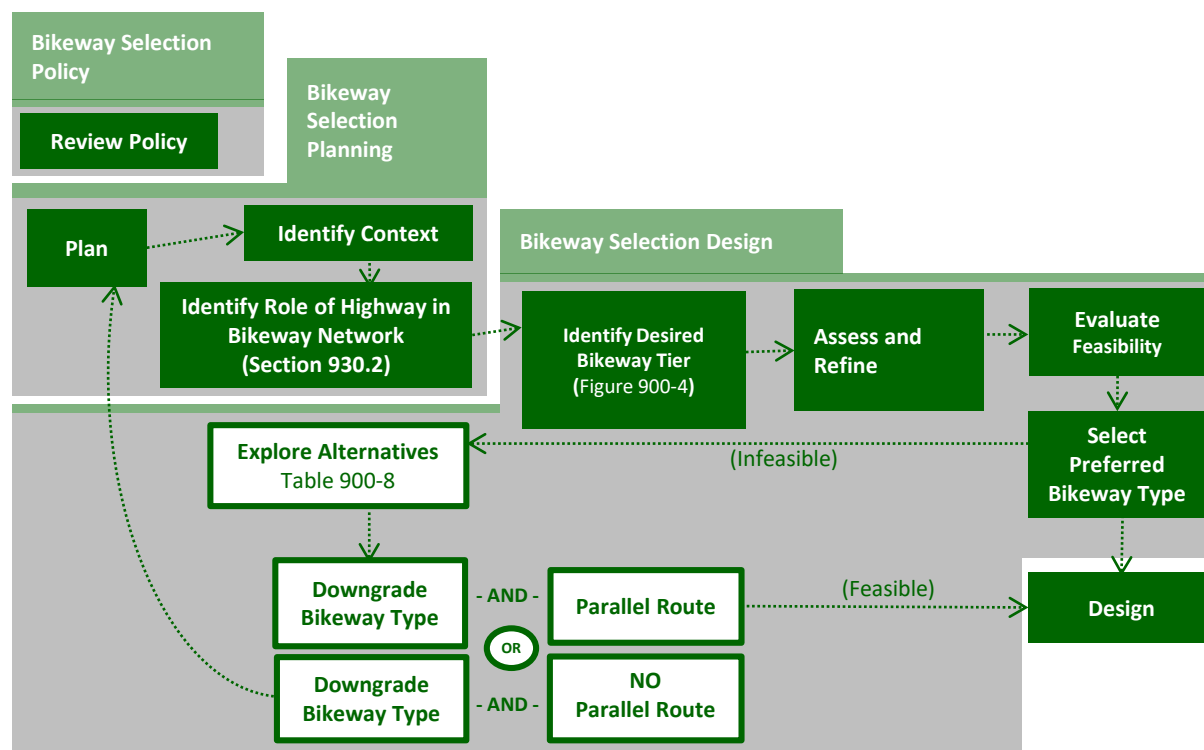 Bikeway Selection
Policy
Review Policy
Bikeway
Selection
Planning
Plan
Identify Context
Identify Role of Highway in
Bikeway Network
(Section 930.2)
Bikeway Selection Design
Identify Desired
Bikeway Tier
(Figure 900-4)
Assess and
Refine
Evaluate
Feasibility
Select
Preferred
Bikeway Type
(Infeasible)
Explore Alternatives
Table 900-8
Downgrade
Bikeway Type
- AND -
Parallel Route
(Feasible)
Design
OR
Downgrade
Bikeway Type
- AND -
NO
Parallel Route